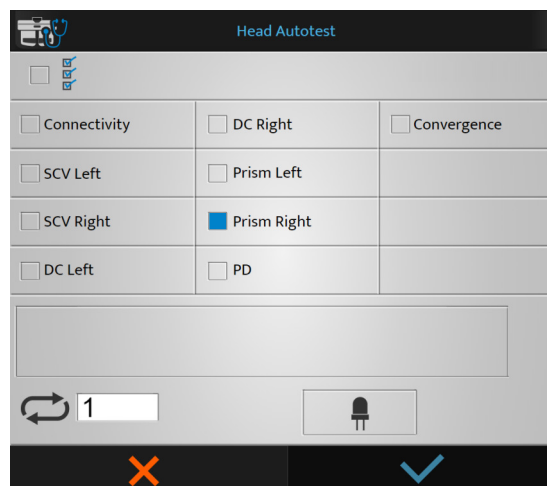 Head Autotest
Connectivity DC Right Convergence
SCV Left Prism Left
SCV Right Prism Right
DC Left PD
1